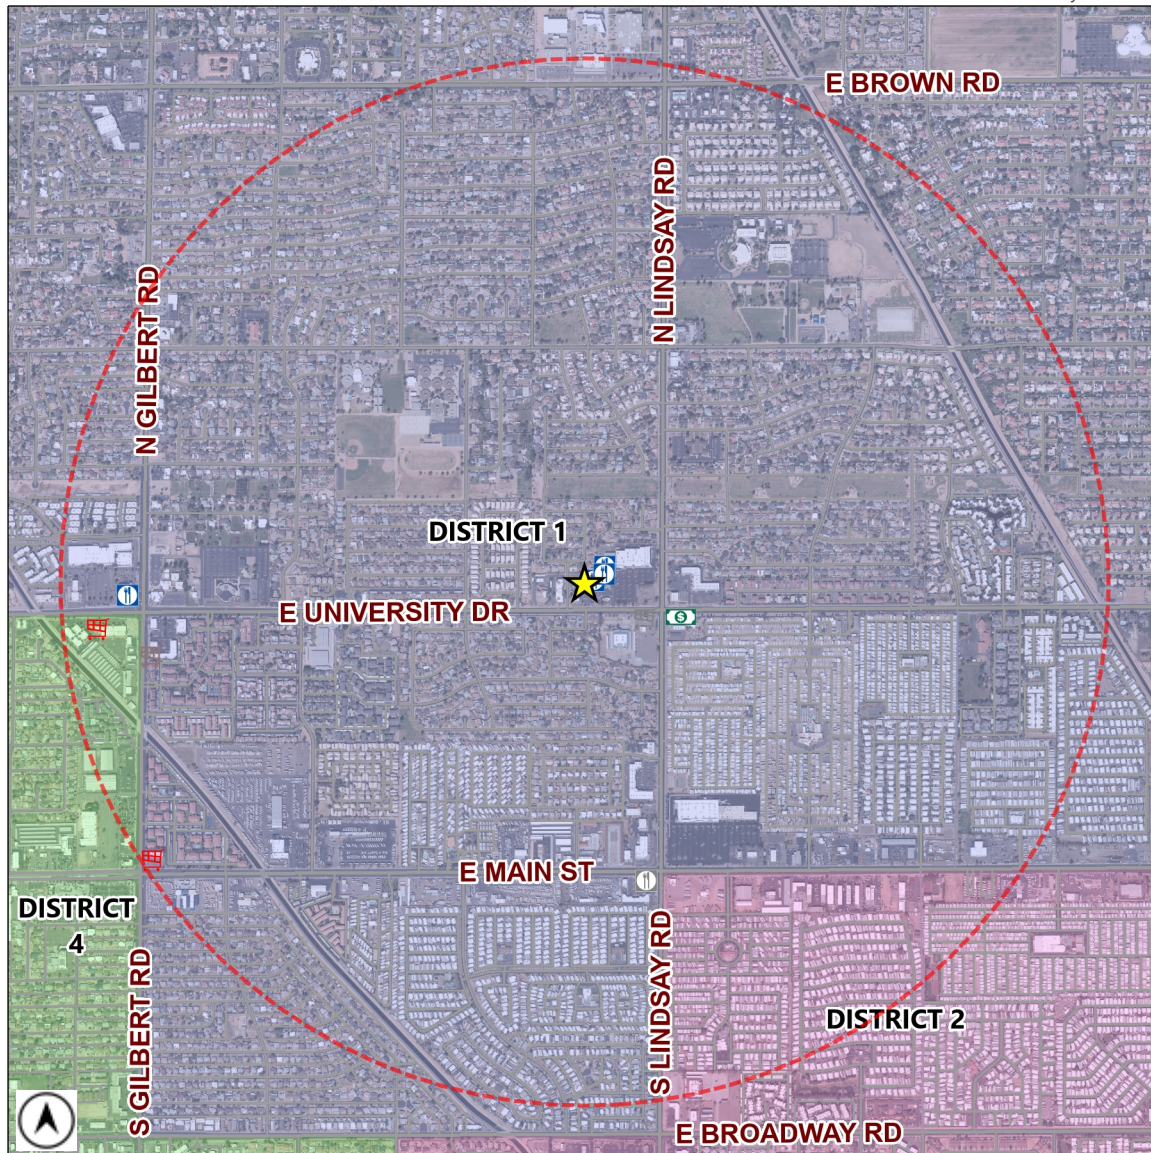 E BROWN RD
N LINDSAY RD
N GILBERT RD
DISTRICT 1
E UNIVERSITY DR
$
E MAIN ST
DISTRICT
4
S LINDSAY RD
S GILBERT RD
DISTRICT 2
E BROADWAY RD